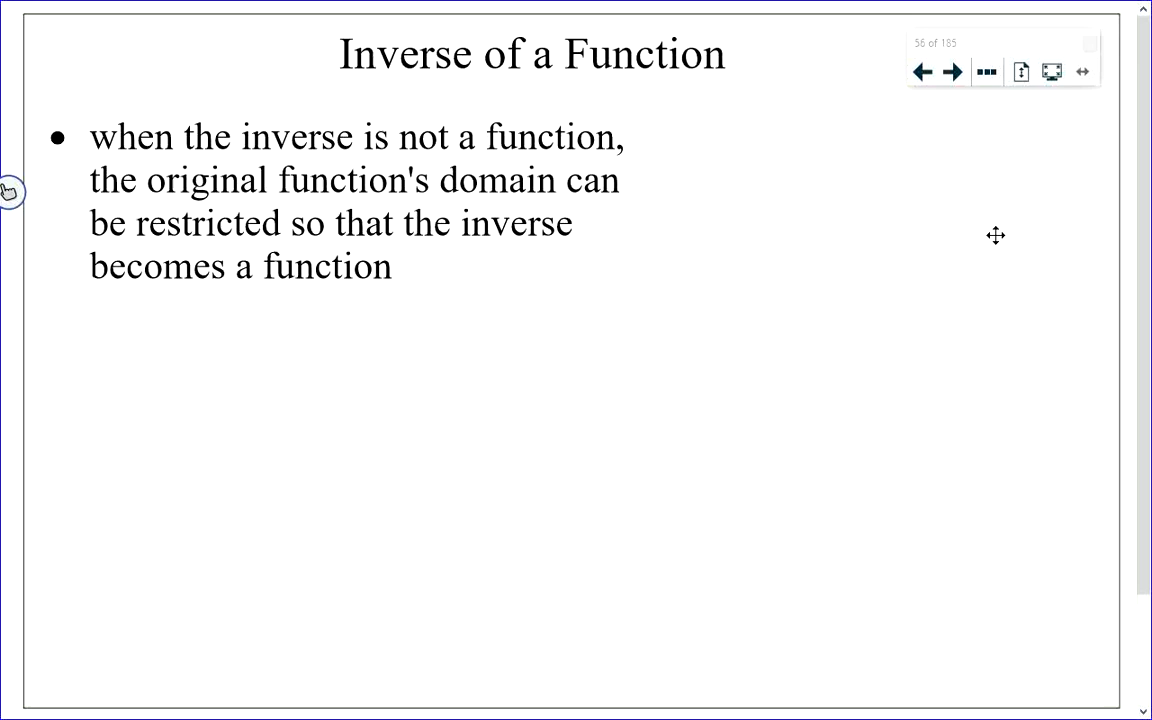 Inverse of a Function
56 of 185
• when the inverse is not a function,
the original function's domain can
be restricted so that the inverse
becomes a function